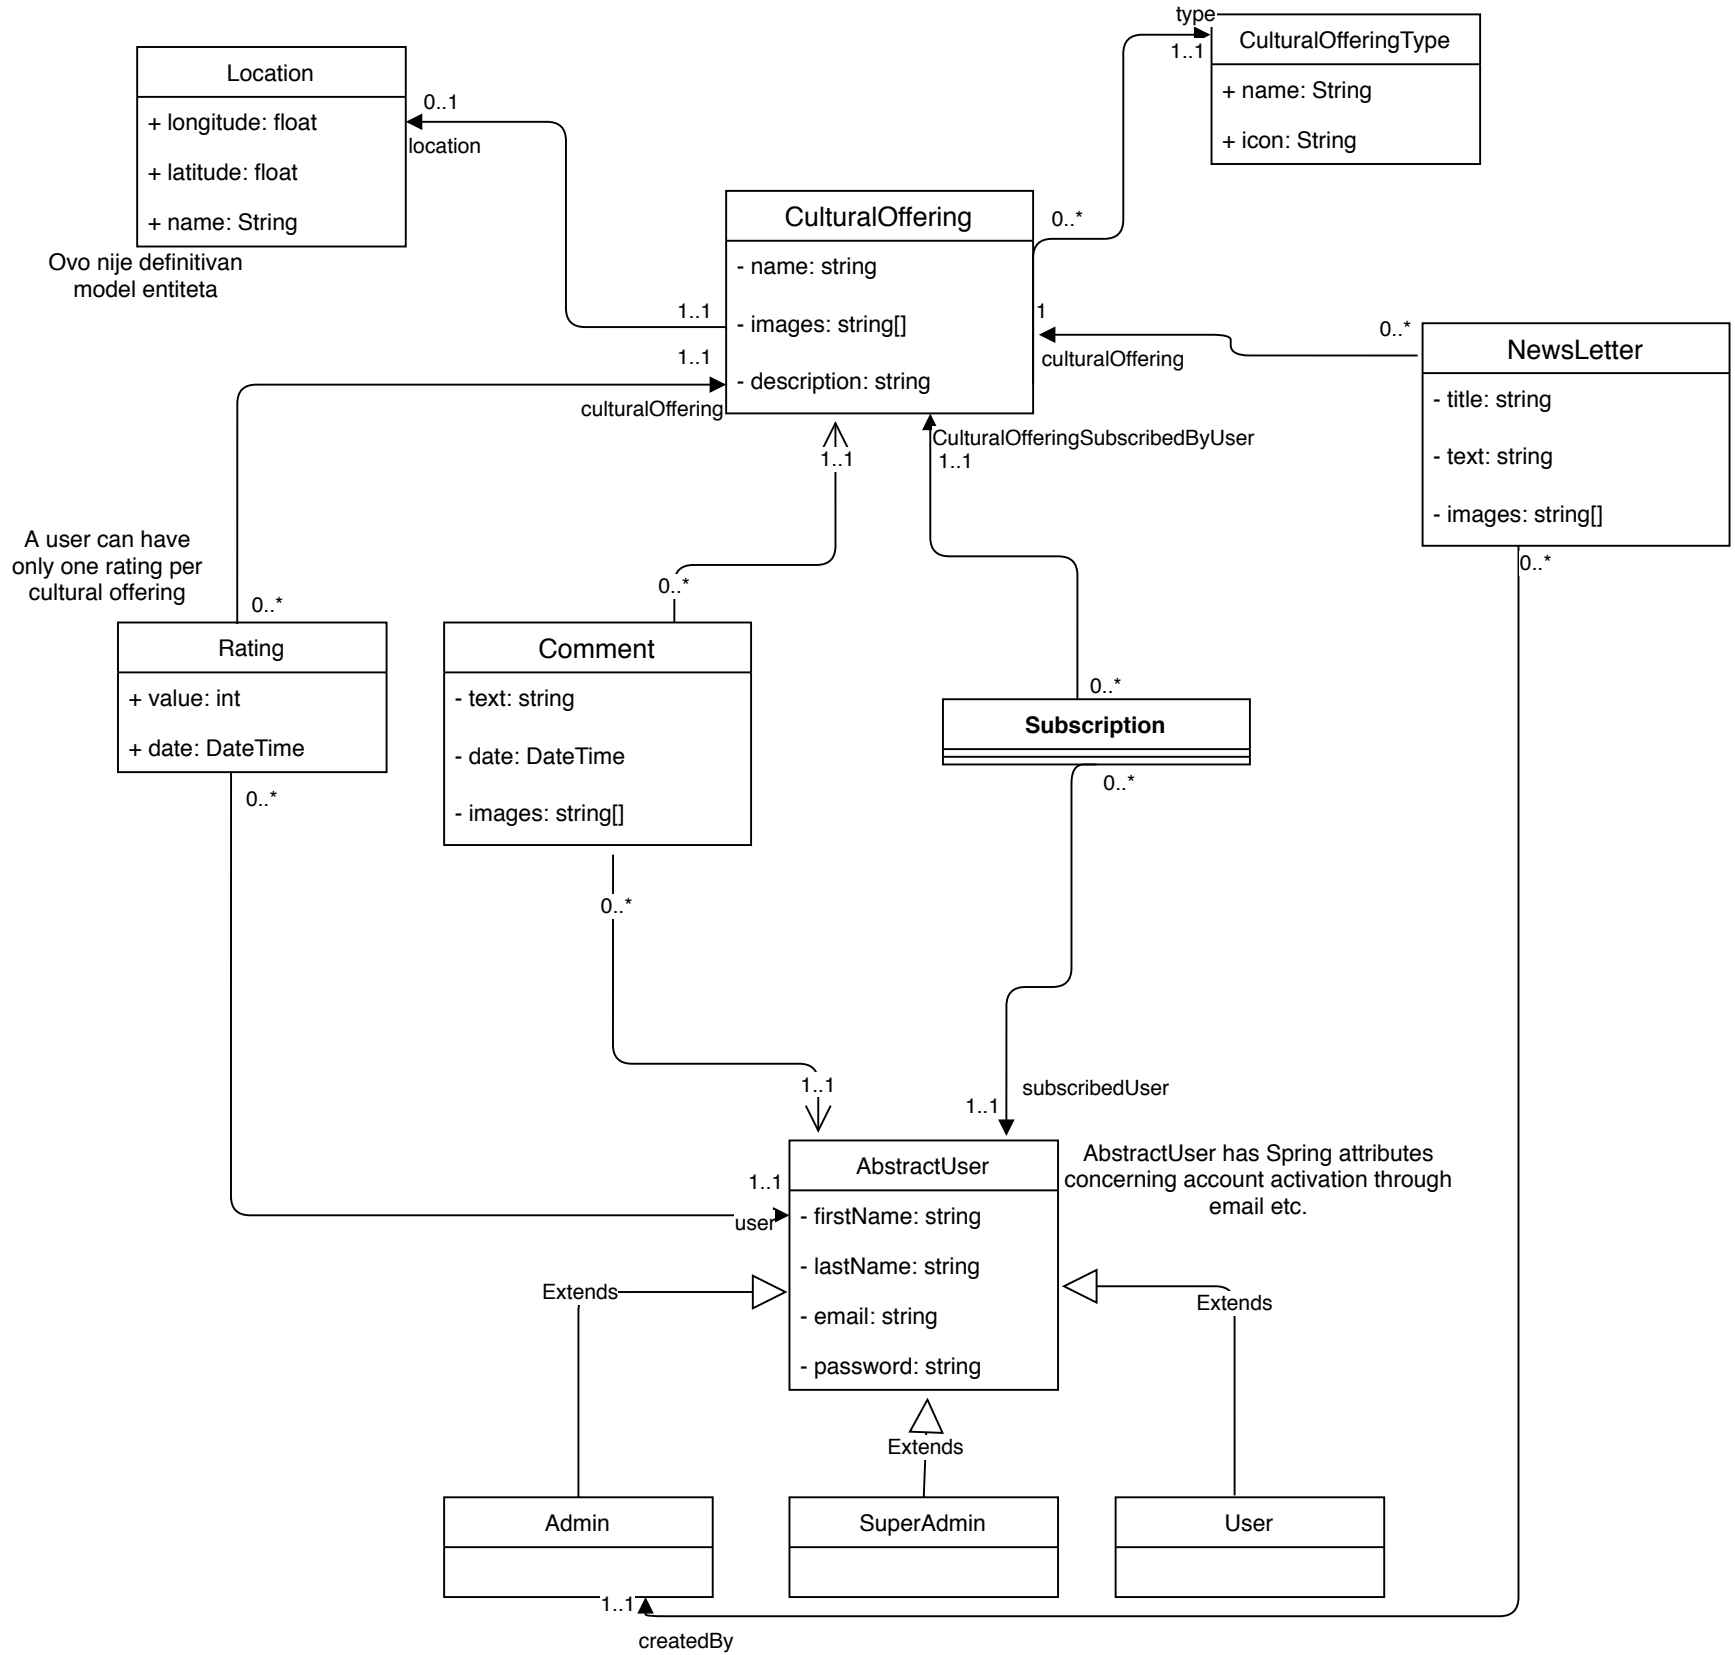 type
1..1
CulturalOfferingType
+ name: String
+ icon: String
Location
+ longitude: float
+ latitude: float
+ name: String
0..1
location
Ovo nije definitivan
model entiteta
CulturalOffering
- name: string
- images: string[]
- description: string
0..*
1..1
1..1
culturalOffering
1
culturalOffering
0..*
NewsLetter
- title: string
- text: string
- images: string[]
0..*
1..1
CulturalOfferingSubscribedByUser
1..1
A user can have
only one rating per
cultural offering
0..*
Rating
+ value: int
+ date: DateTime
0..*
0..*
Comment
- text: string
- date: DateTime
- images: string[]
0..*
0..*
Subscription
0..*
1..1
subscribedUser
1..1
AbstractUser has Spring attributes
concerning account activation through
email etc.
1..1
user
AbstractUser
- firstName: string
- lastName: string
- email: string
- password: string
Extends
Extends
Extends
Admin
SuperAdmin
User
1..1
createdBy